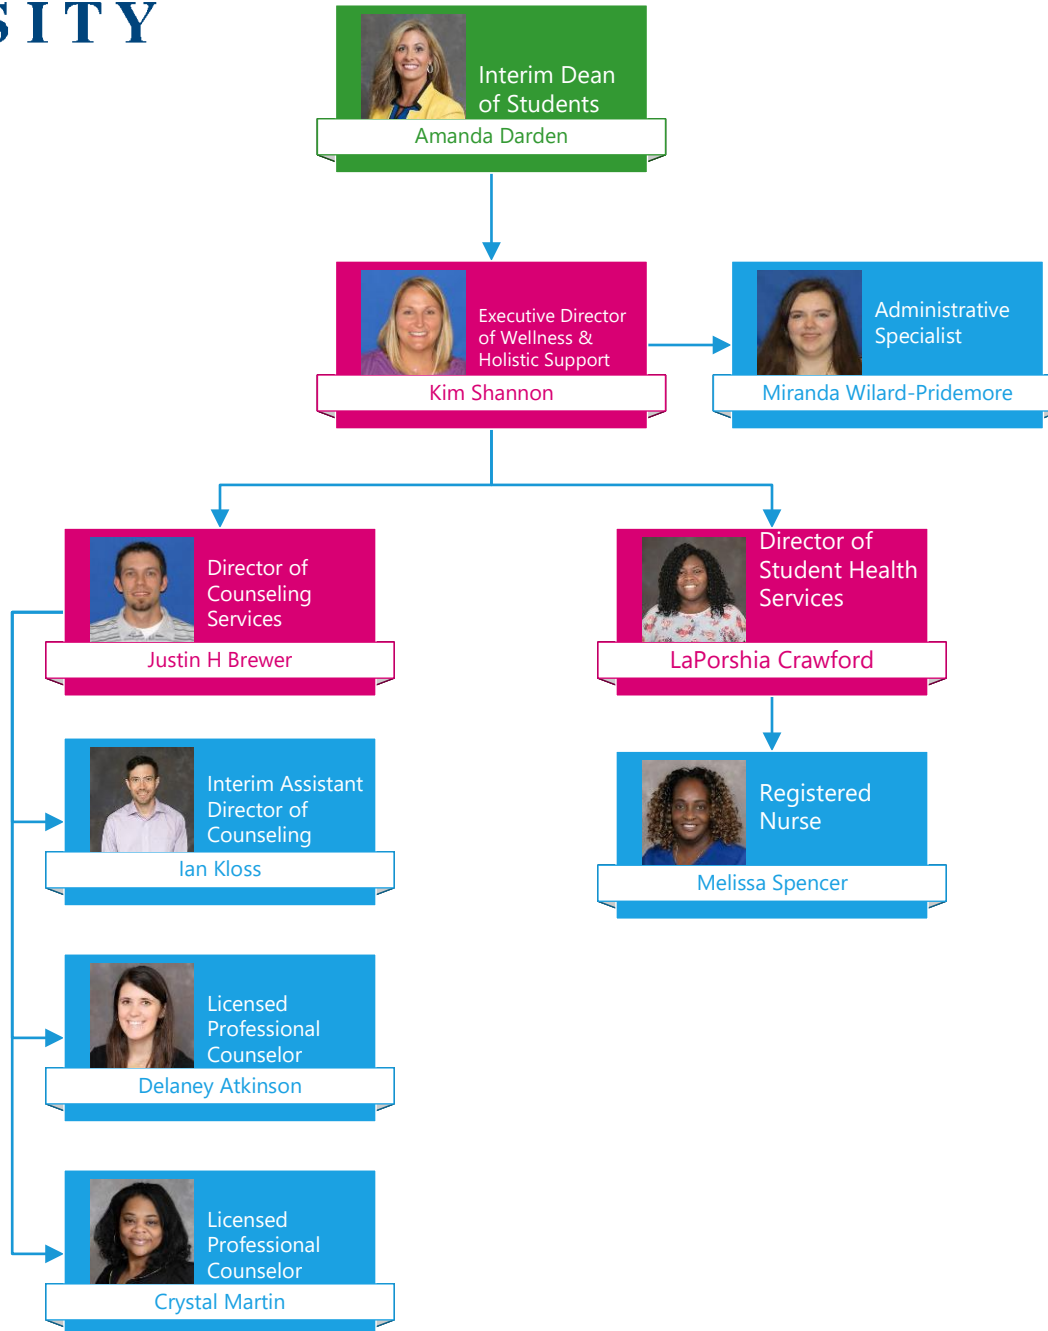 SITY
Interim Dean
of Students
Amanda Darden
Executive Director
of Wellness &
Holistic Support
Kim Shannon
Administrative
Specialist
Miranda Wilard-Pridemore
Director of
Counseling
Services
Justin H Brewer
Director of
Student Health
Services
LaPorshia Crawford
Interim Assistant
Director of
Counseling
Ian Kloss
Registered
Nurse
Melissa Spencer
Licensed
Professional
Counselor
Delaney Atkinson
Licensed
Professional
Counselor
Crystal Martin